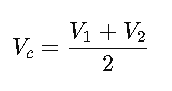 $V_c = \frac{V_1 + V_2}{2}$